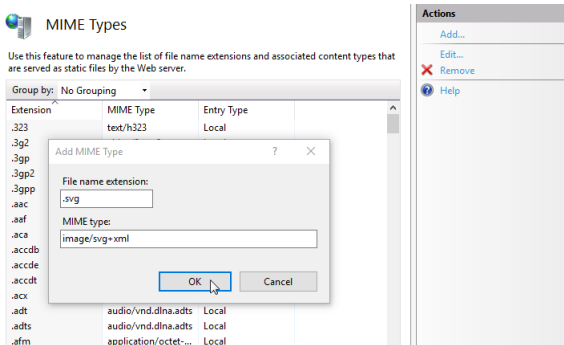 MIME Types
Use this feature to manage the list of file name extensions and associated content types that
are served as static files by the Web server.
Group by: No Grouping
Extension MIME Type Entry Type
.323 text/h323 Local
.3g2
.3gp
.3gp2
.3gpp
.aac
.aaf
.aca
.accdb
.accde
.accdt
.acx
.adt audio/vnd.dlna.adts Local
.adts audio/vnd.dlna.adts Local
.afm application/octet-... Local
Add MIME Type ?
File name extension:
.svg
MIME type:
image/svg+xml
OK Cancel
Actions
Add...
Edit...
Remove
Help